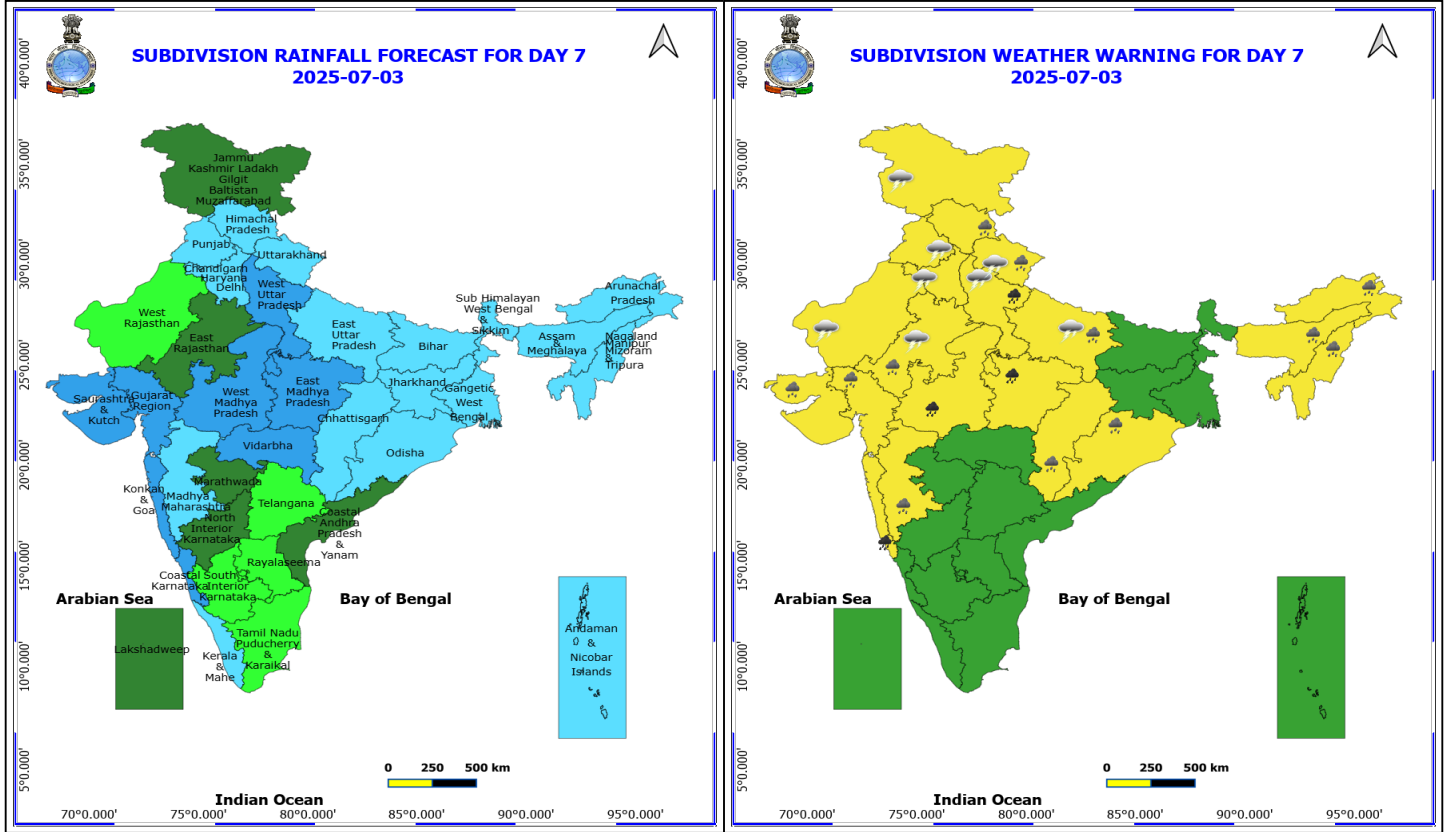 SUBDIVISION RAINFALL FORECAST FOR DAY 7
2025-07-03
40°0.000'
35°0.000'
30°0.000'
25°0.000'
20°0.000'
15°0.000'
10°0.000'
5°0.000'
Jammu
Kashmir Ladakh
Gilgit
Baltistan
Muzaffarabad
Himachal
Pradesh
Punjab
Uttarakhand
Chandigarh
Haryana
Delhi
West
Uttar
Pradesh
West
Rajasthan
East
Rajasthan
East
Uttar
Pradesh
Bihar
Sub Himalayan
West Bengal
&
Sikkim
Arunachal
Pradesh
Assam
&
Meghalaya
Nagaland
Manipur
Mizoram
&
Tripura
Jharkhand
Gangetic
West
Bengal
Saurashtra
&
Kutch
Gujarat
Region
West
Madhya
Pradesh
East
Madhya
Pradesh
Chhattisgarh
Odisha
Vidarbha
Konkan
&
Goa
Madhya
Maharashtra
Marathwada
Telangana
North
Interior
Karnataka
Coastal
Andhra
Pradesh
&
Yanam
Rayalaseema
Coastal
Karnataka
South
Interior
Karnataka
Tamil Nadu
Puducherry
&
Karaikal
Kerala
&
Mahe
Arabian Sea
Lakshadweep
Bay of Bengal
Andaman
&
Nicobar
Islands
0 250 500 km
Indian Ocean
70°0.000' 75°0.000' 80°0.000' 85°0.000' 90°0.000' 95°0.000'
SUBDIVISION WEATHER WARNING FOR DAY 7
2025-07-03
40°0.000'
35°0.000'
30°0.000'
25°0.000'
20°0.000'
15°0.000'
10°0.000'
5°0.000'
Arabian Sea
Bay of Bengal
0 250 500 km
Indian Ocean
70°0.000' 75°0.000' 80°0.000' 85°0.000' 90°0.000' 95°0.000'